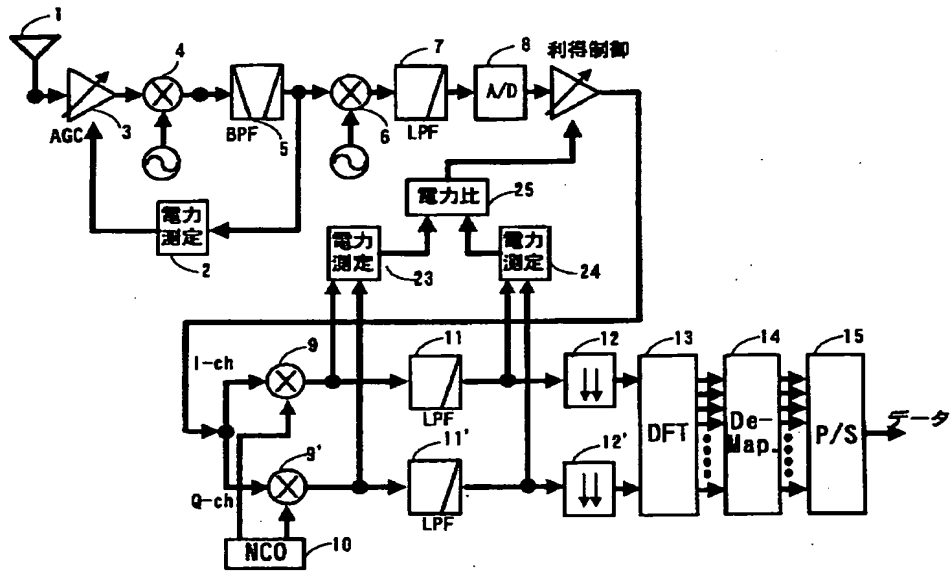 1
4
7
8
利得制御
A/D
AGC
3
BPF
5
6
LPF
電力比
25
電力
測定
2
電力
測定
23
電力
測定
24
I-ch
9
11
12
13
14
15
LPF
DFT
De-
Map.
P/S
データ
9'
11'
12'
Q-ch
LPF
NCO
10